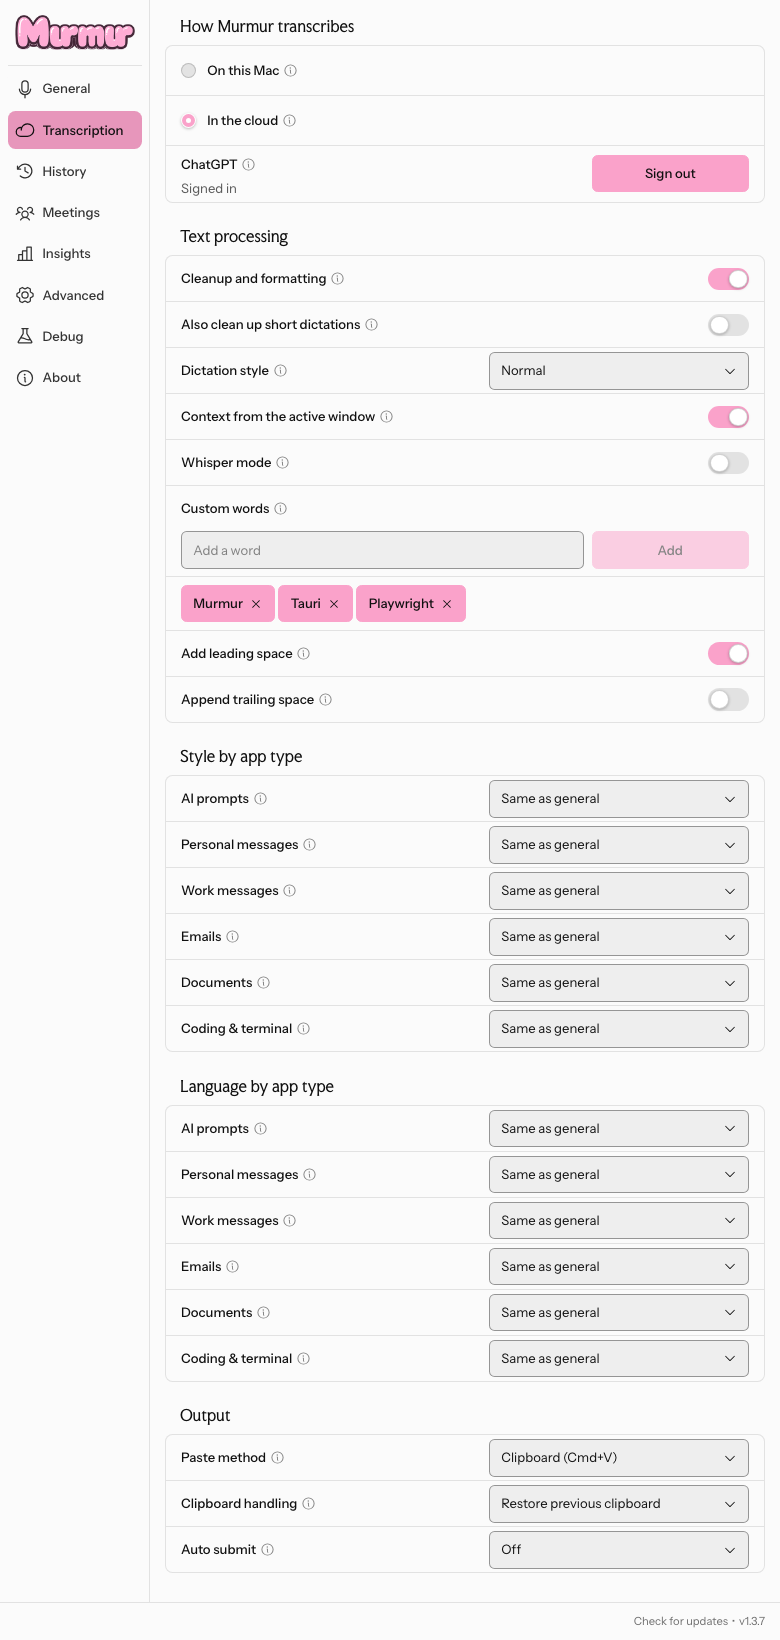 Murmur
General
Transcription
History
Meetings
Insights
Advanced
Debug
About
How Murmur transcribes
On this Mac
In the cloud
ChatGPT
Signed in
Sign out
Text processing
Cleanup and formatting
Also clean up short dictations
Dictation style
Normal
Context from the active window
Whisper mode
Custom words
Add a word
Add
Murmur
Tauri
Playwright
Add leading space
Append trailing space
Style by app type
AI prompts
Same as general
Personal messages
Same as general
Work messages
Same as general
Emails
Same as general
Documents
Same as general
Coding & terminal
Same as general
Language by app type
AI prompts
Same as general
Personal messages
Same as general
Work messages
Same as general
Emails
Same as general
Documents
Same as general
Coding & terminal
Same as general
Output
Paste method
Clipboard (Cmd+V)
Clipboard handling
Restore previous clipboard
Auto submit
Off
Check for updates • v1.3.7